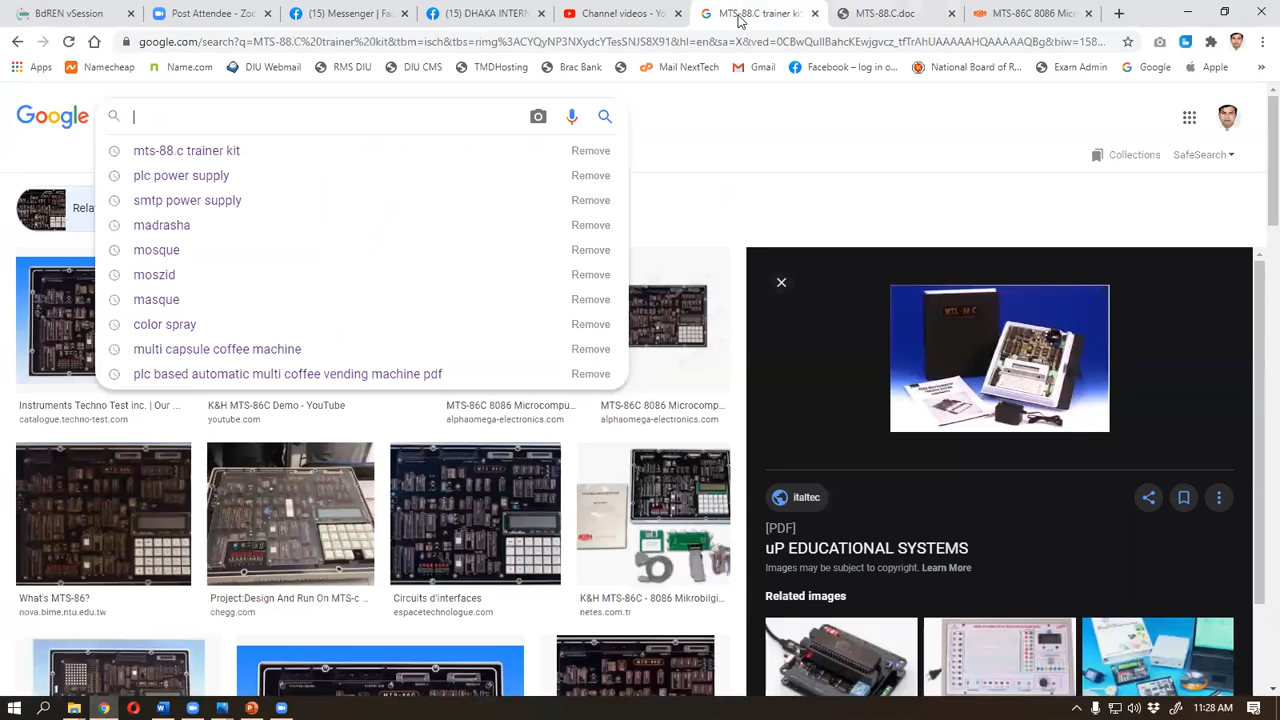 BdREN vSession
Post Attendee - Zoo
(15) Messenger | Fa
(15) DHAKA INTERN
Channel videos - Yo
MTS-88.C trainer ki
MTS-88.C.doc
MTS-86C 8086 Mic
google.com/search?q=MTS-88.C%20trainer%20kit&tbm=isch&tbs=rimg%3ACYQyNP3NXydcYTesSNJS8X91&hl=en&sa=X&ved=0CBwQuIIBahcKEwjgvcz_tfTrAhUAAAAAHQAAAAAQBg&biw=158...
Apps
Namecheap
Name.com
DIU Webmail
RMS DIU
DIU CMS
TMDHosting
Brac Bank
Mail NextTech
Gmail
Facebook – log in o...
National Board of R...
Exam Admin
Google
Apple
»
Google
Collections
SafeSearch
mts-88.c trainer kit Remove
plc power supply Remove
smtp power supply Remove
madrasha Remove
mosque Remove
moszid Remove
masque Remove
color spray Remove
multi capsule coffee machine Remove
plc based automatic multi coffee vending machine pdf Remove
Rela
Instruments Techno Test inc. | Our ...
catalogue.techno-test.com
K&H MTS-86C Demo - YouTube
youtube.com
MTS-86C 8086 Microcompu...
alphaomega-electronics.com
MTS-86C 8086 Microcomp...
alphaomega-electronics.com
What's MTS-86?
nova.bime.ntu.edu.tw
Project:Design And Run On MTS-c ...
chegg.com
Circuits d'interfaces
espacetechnologue.com
K&H MTS-86C - 8086 Mikrobilgi...
netes.com.tr
MTS-88.C
italtec
[PDF]
uP EDUCATIONAL SYSTEMS
Images may be subject to copyright. Learn More
Related images
11:28 AM